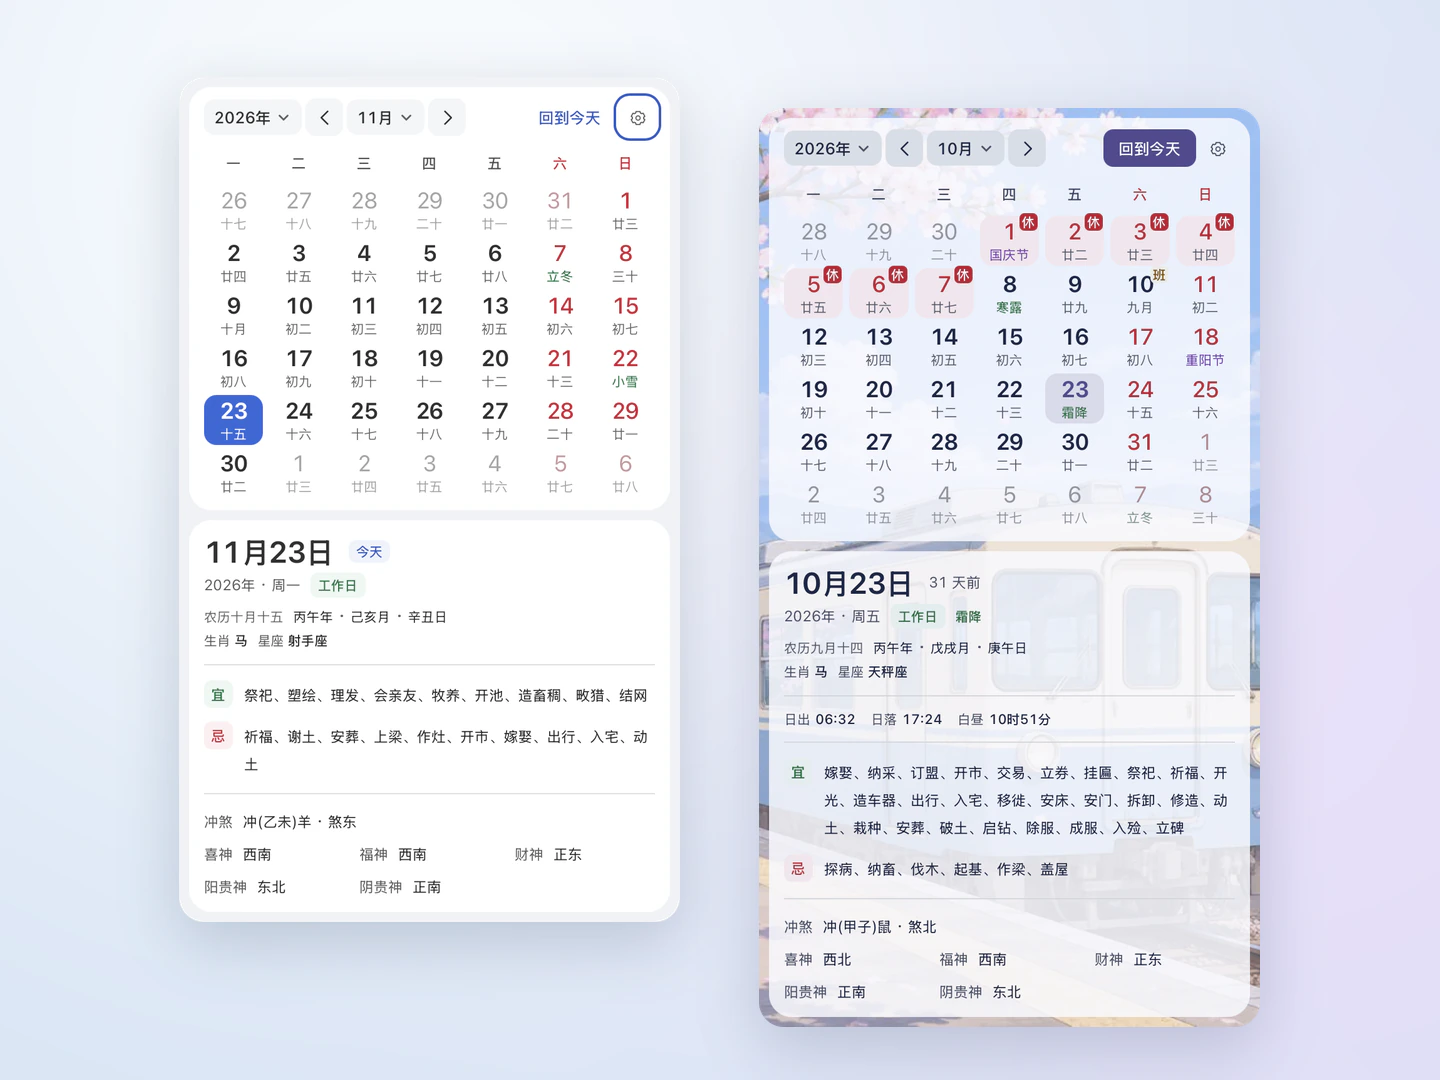 2026年 11月 回到今天
一 二 三 四 五 六 日
26 27 28 29 30 31 1
十七 十八 十九 二十 廿一 廿二 廿三
2 3 4 5 6 7 8
廿四 廿五 廿六 廿七 廿八 立冬 三十
9 10 11 12 13 14 15
十月 初二 初三 初四 初五 初六 初七
16 17 18 19 20 21 22
初八 初九 初十 十一 十二 十三 小雪
23 24 25 26 27 28 29
十五 十六 十七 十八 十九 二十 廿一
30 1 2 3 4 5 6
廿二 廿三 廿四 廿五 廿六 廿七 廿八
11月23日 今天
2026年 · 周一 工作日
农历十月十五 丙午年 · 己亥月 · 辛丑日
生肖 马 星座 射手座
宜 祭祀、塑绘、理发、会亲友、牧养、开池、造畜稠、畋猎、结网
忌 祈福、谢土、安葬、上梁、作灶、开市、嫁娶、出行、入宅、动
土
冲煞 冲(乙未)羊 · 煞东
喜神 西南 福神 西南 财神 正东
阳贵神 东北 阴贵神 正南
2026年 10月 回到今天
一 二 三 四 五 六 日
28 29 30 1 休 2 休 3 休 4 休
十八 十九 二十 国庆节 廿二 廿三 廿四
5 休 6 休 7 休 8 9 10 班 11
廿五 廿六 廿七 寒露 廿九 九月 初二
12 13 14 15 16 17 18
初三 初四 初五 初六 初七 初八 重阳节
19 20 21 22 23 24 25
初十 十一 十二 十三 霜降 十五 十六
26 27 28 29 30 31 1
十七 十八 十九 二十 廿一 廿二 廿三
2 3 4 5 6 7 8
廿四 廿五 廿六 廿七 廿八 立冬 三十
10月23日 31 天前
2026年 · 周五 工作日 霜降
农历九月十四 丙午年 · 戊戌月 · 庚午日
生肖 马 星座 天秤座
日出 06:32 日落 17:24 白昼 10时51分
宜 嫁娶、纳采、订盟、开市、交易、立券、挂匾、祭祀、祈福、开
光、造车器、出行、入宅、移徙、安床、安门、拆卸、修造、动
土、栽种、安葬、破土、启钻、除服、成服、入殓、立碑
忌 探病、纳畜、伐木、起基、作梁、盖屋
冲煞 冲(甲子)鼠 · 煞北
喜神 西北 福神 西南 财神 正东
阳贵神 正南 阴贵神 东北